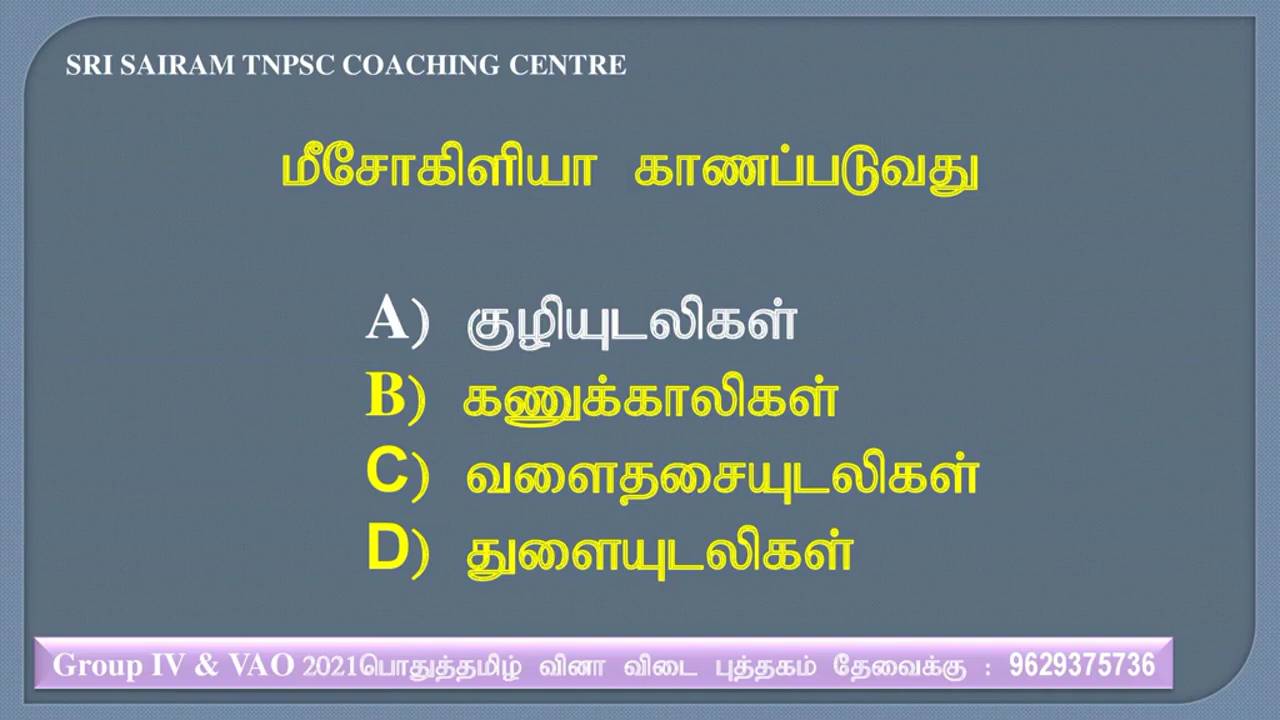 SRI SAIRAM TNPSC COACHING CENTRE
மீசோகிளியா காணப்படுவது
A) குழியுடலிகள்
B) கணுக்காலிகள்
C) வளைதசையுடலிகள்
D) துளையுடலிகள்
Group IV & VAO 2021பொதுத்தமிழ் வினா விடை புத்தகம் தேவைக்கு : 9629375736